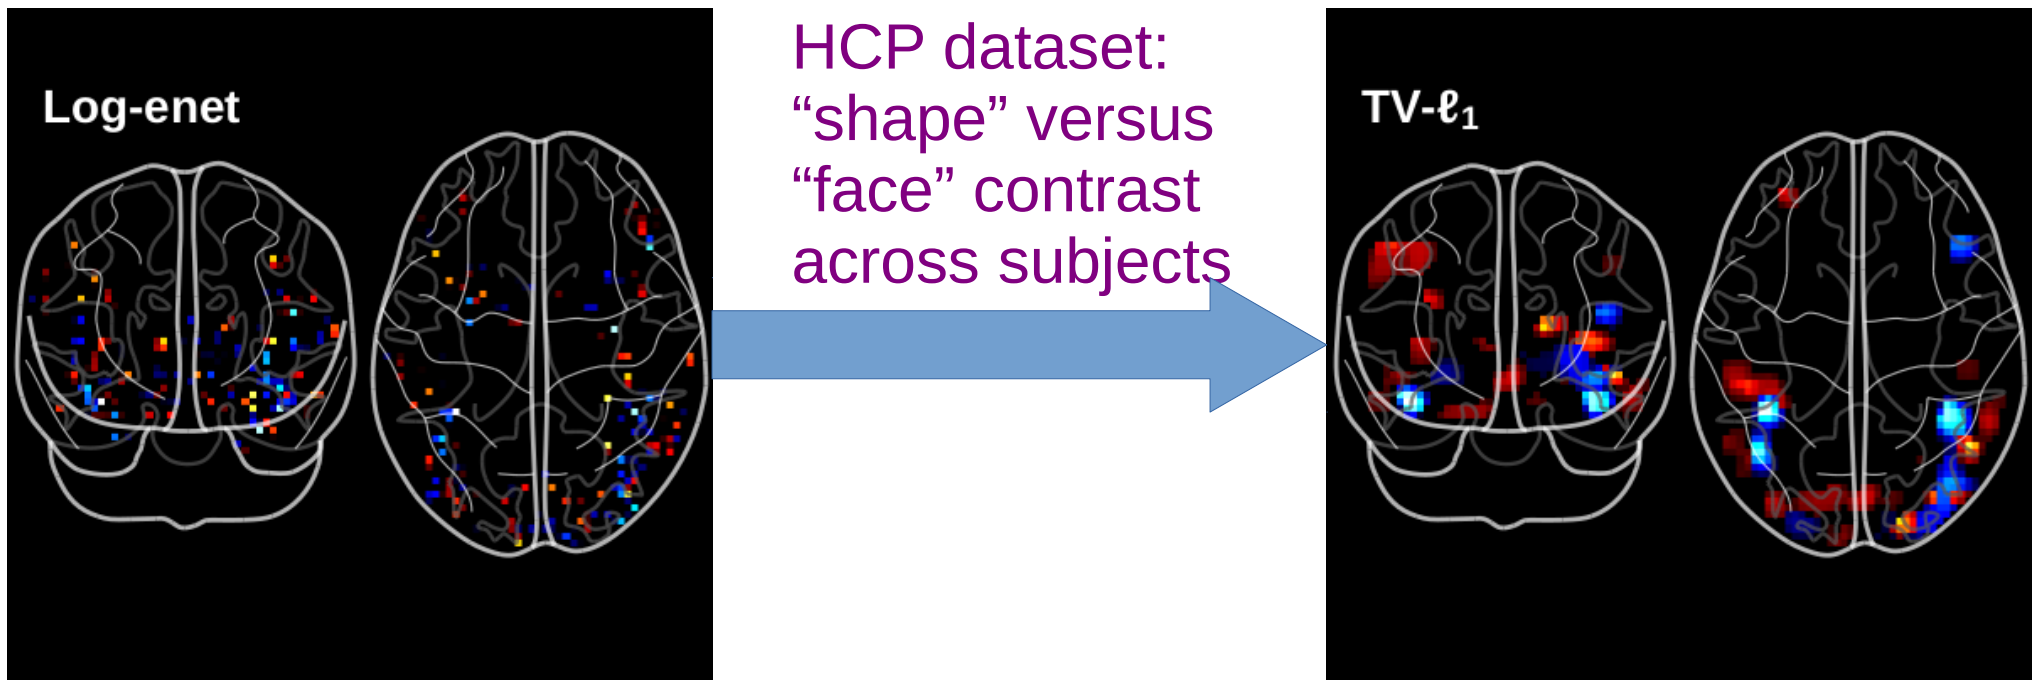 Log-enet
HCP dataset:
“shape” versus
“face” contrast
across subjects
TV-ℓ₁